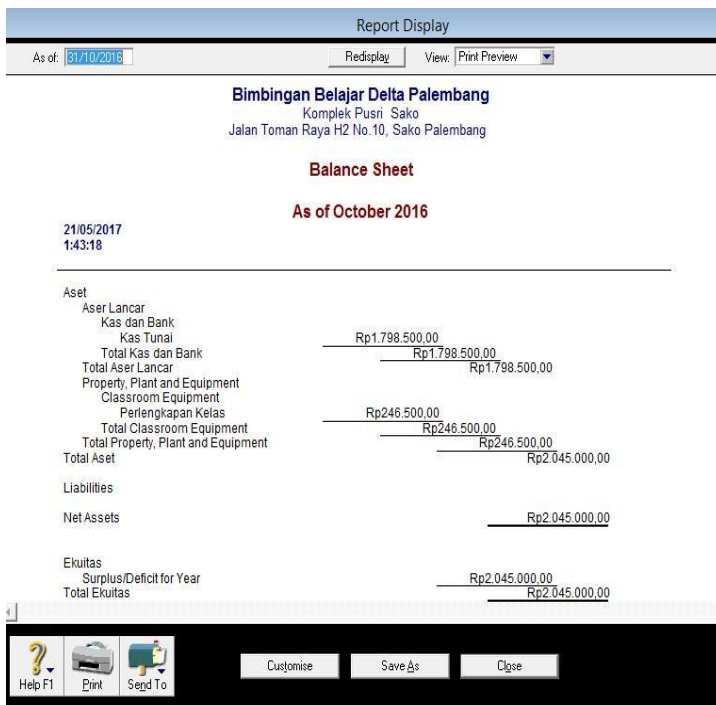 Report Display
As of: 31/10/2016 Redisplay View: Print Preview
Bimbingan Belajar Delta Palembang
Komplek Pusri Sako
Jalan Toman Raya H2 No.10, Sako Palembang
Balance Sheet
As of October 2016
21/05/2017
1:43:18
Aset
Aser Lancar
Kas dan Bank
Kas Tunai Rp1.798.500,00
Total Kas dan Bank Rp1.798.500,00
Total Aser Lancar Rp1.798.500,00
Property, Plant and Equipment
Classroom Equipment
Perlengkapan Kelas Rp246.500,00
Total Classroom Equipment Rp246.500,00
Total Property, Plant and Equipment Rp246.500,00
Total Aset Rp2.045.000,00
Liabilities
Net Assets Rp2.045.000,00
Ekuitas
Surplus/Deficit for Year Rp2.045.000,00
Total Ekuitas Rp2.045.000,00
Help F1 Print Send To Customise Save As Close